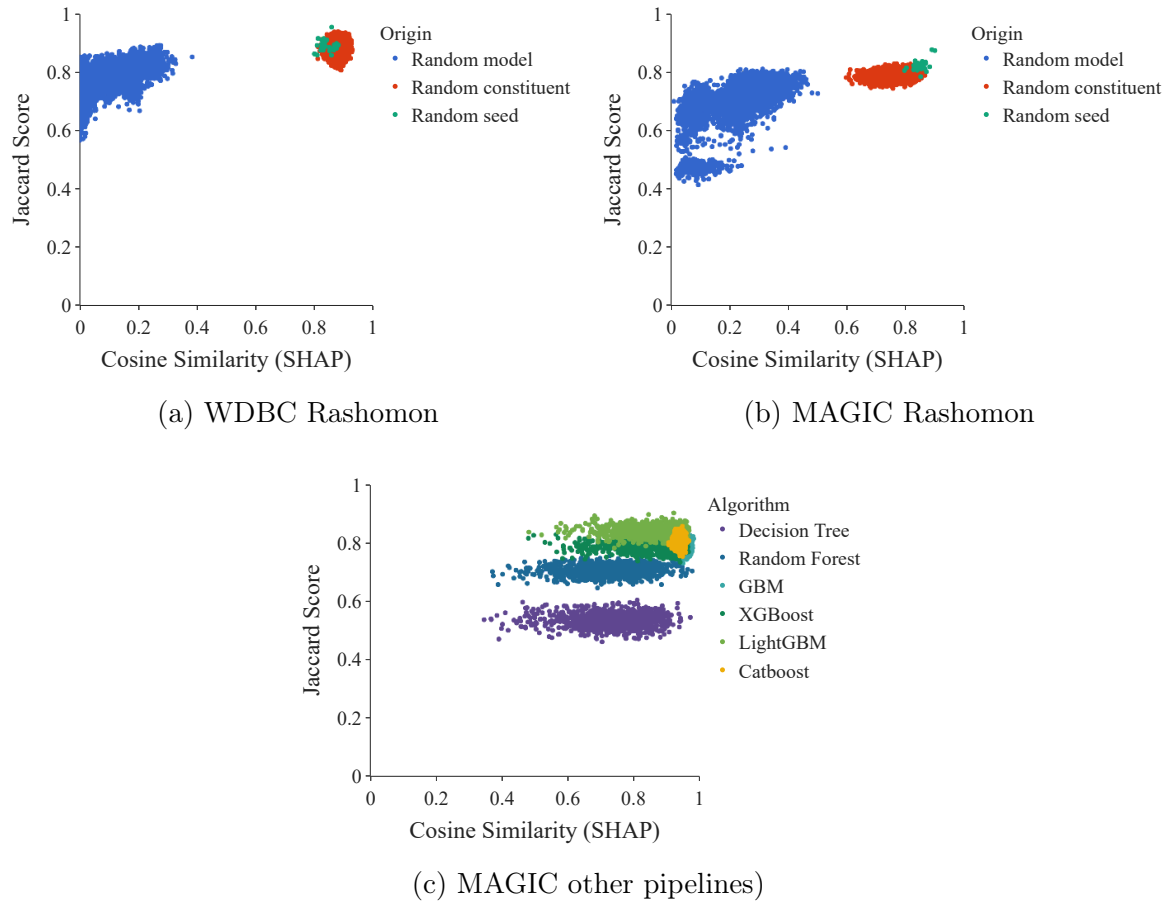 1
0.8
0.6
0.4
0.2
0
Jaccard Score
0
0.2
0.4
0.6
0.8
1
Cosine Similarity (SHAP)
Origin
Random model
Random constituent
Random seed
(a) WDBC Rashomon
1
0.8
0.6
0.4
0.2
0
Jaccard Score
0
0.2
0.4
0.6
0.8
1
Cosine Similarity (SHAP)
Origin
Random model
Random constituent
Random seed
(b) MAGIC Rashomon
1
0.8
0.6
0.4
0.2
0
Jaccard Score
0
0.2
0.4
0.6
0.8
1
Cosine Similarity (SHAP)
Algorithm
Decision Tree
Random Forest
GBM
XGBoost
LightGBM
Catboost
(c) MAGIC other pipelines)